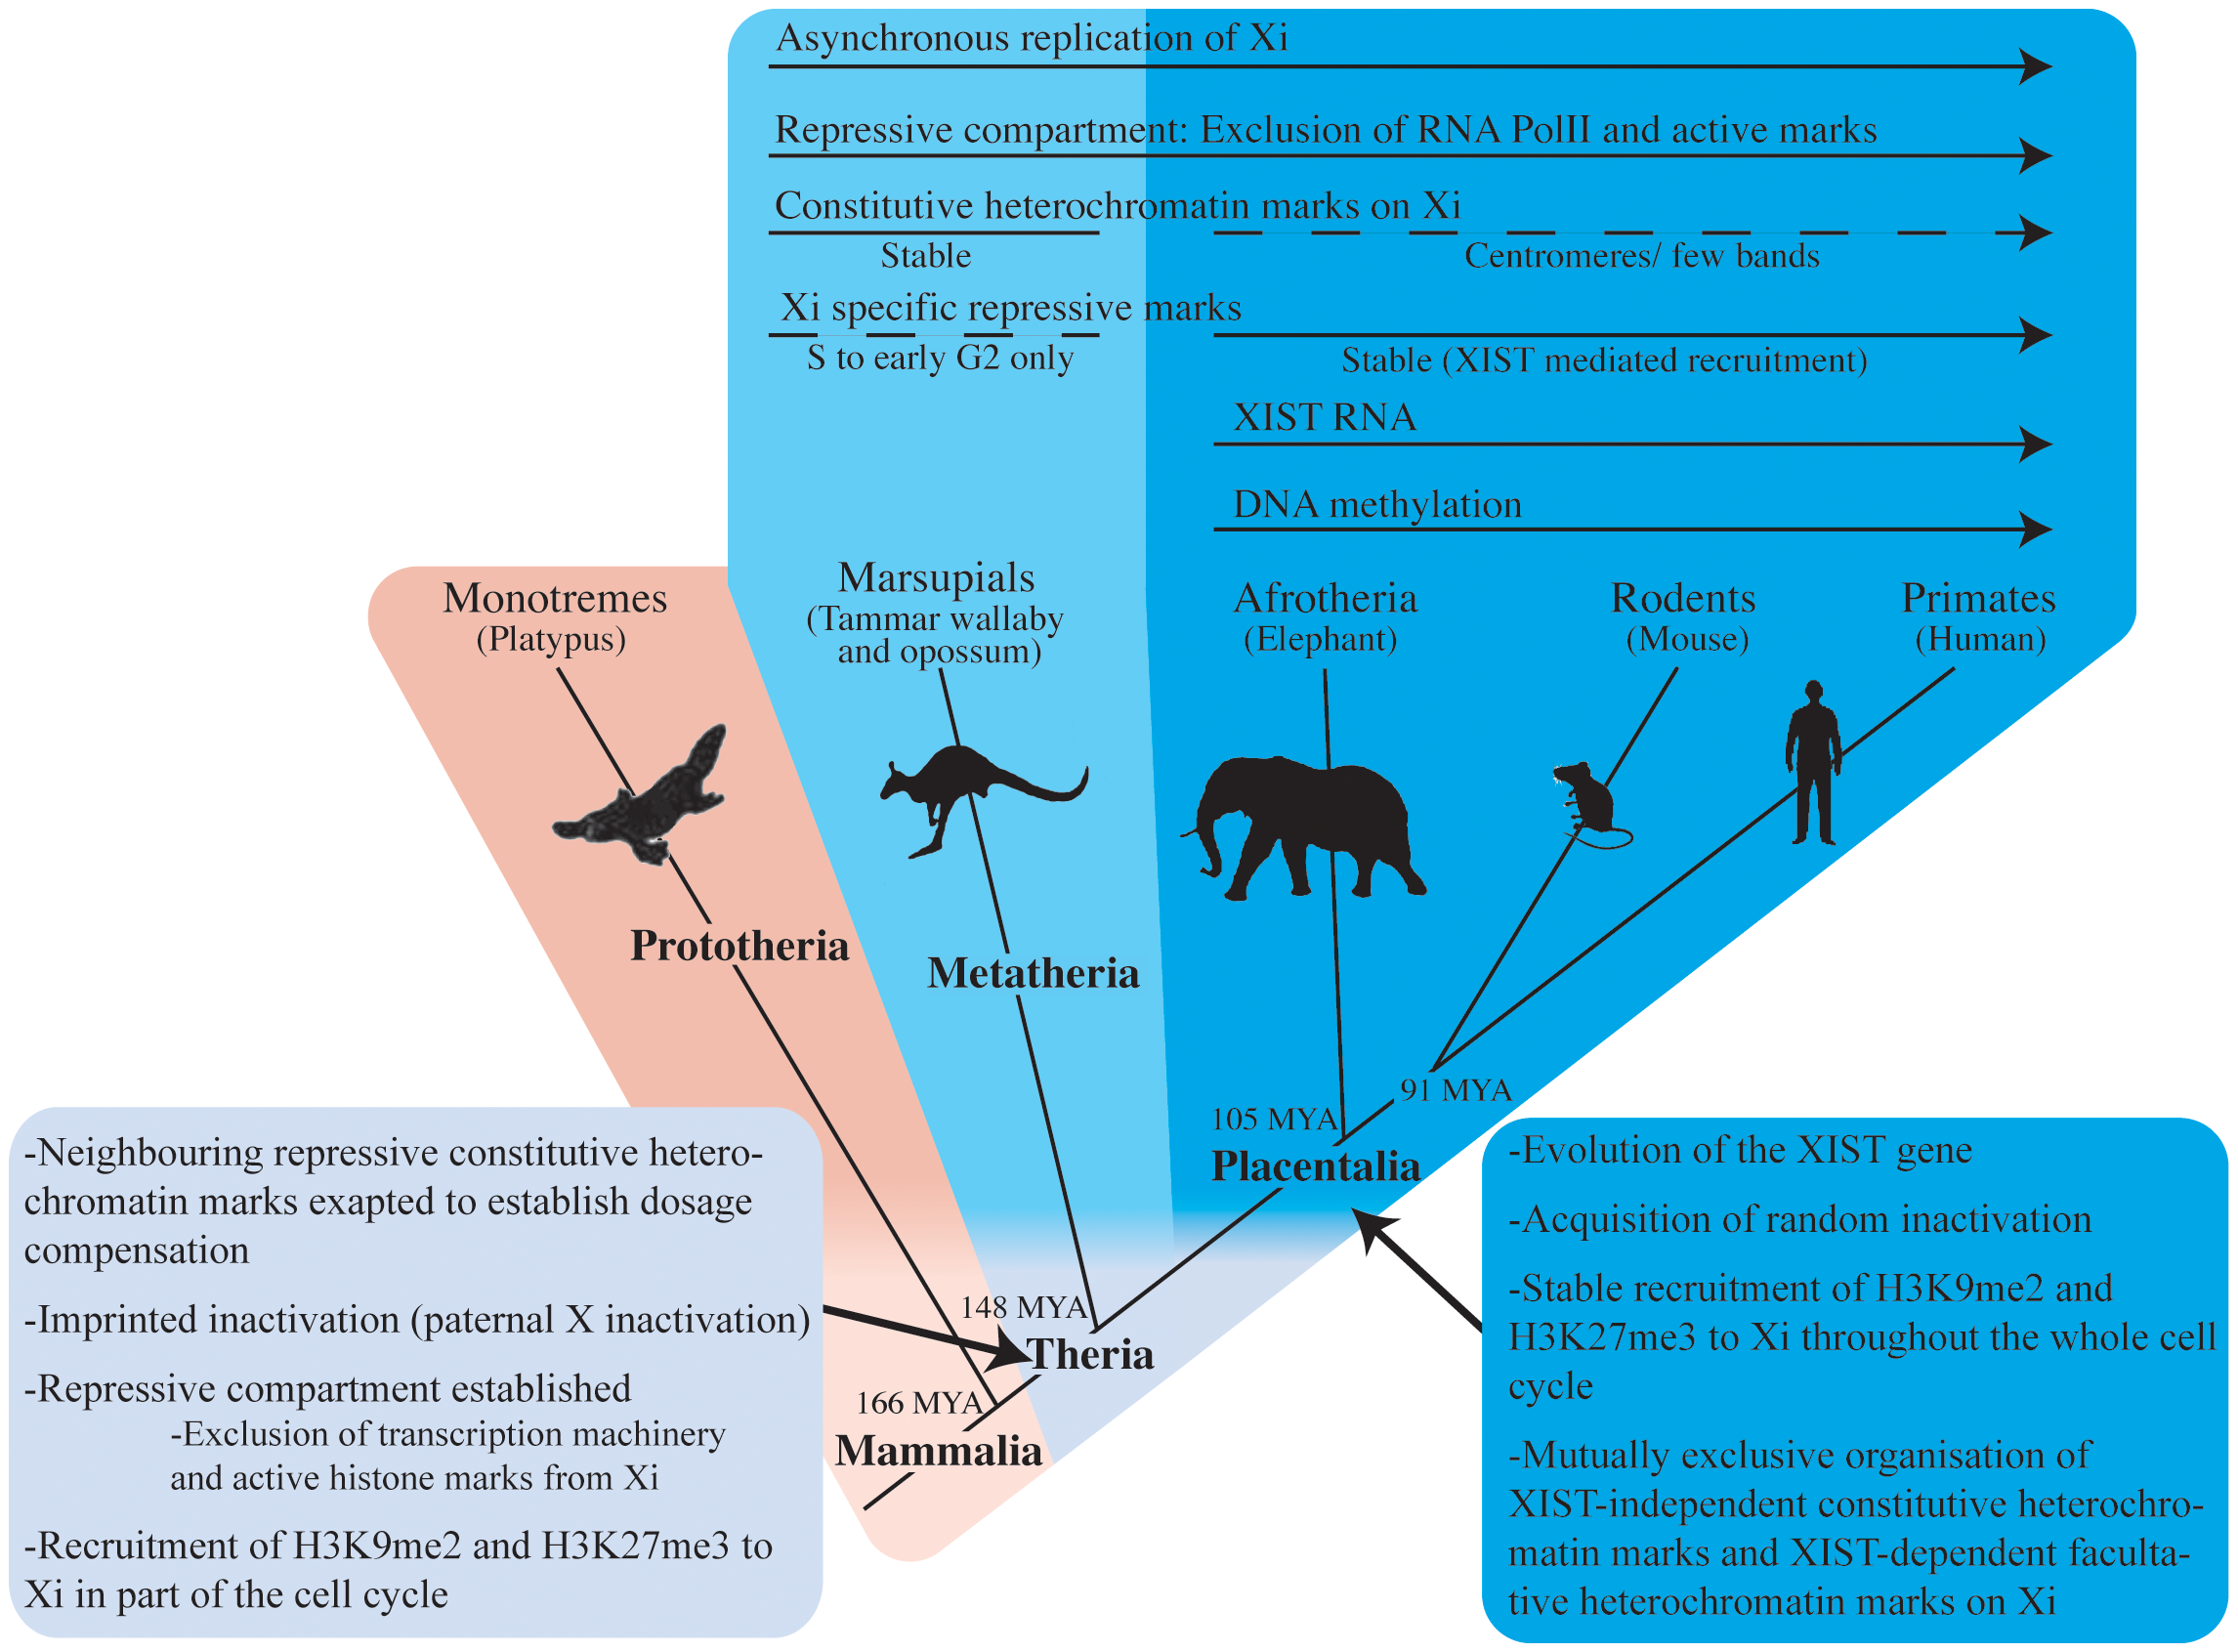 Asynchronous replication of Xi
Repressive compartment: Exclusion of RNA PolII and active marks
Constitutive heterochromatin marks on Xi
Stable
Centromeres/ few bands
Xi specific repressive marks
S to early G2 only
Stable (XIST mediated recruitment)
XIST RNA
DNA methylation
Monotremes
(Platypus)
Marsupials
(Tammar wallaby
and opossum)
Afrotheria
(Elephant)
Rodents
(Mouse)
Primates
(Human)
Prototheria
Metatheria
91 MYA
105 MYA
Placentalia
148 MYA
Theria
166 MYA
Mammalia
-Neighbouring repressive constitutive hetero-
chromatin marks exapted to establish dosage
compensation
-Imprinted inactivation (paternal X inactivation)
-Repressive compartment established
-Exclusion of transcription machinery
and active histone marks from Xi
-Recruitment of H3K9me2 and H3K27me3 to
Xi in part of the cell cycle
-Evolution of the XIST gene
-Acquisition of random inactivation
-Stable recruitment of H3K9me2 and
H3K27me3 to Xi throughout the whole cell
cycle
-Mutually exclusive organisation of
XIST-independent constitutive heterochro-
matin marks and XIST-dependent faculta-
tive heterochromatin marks on Xi